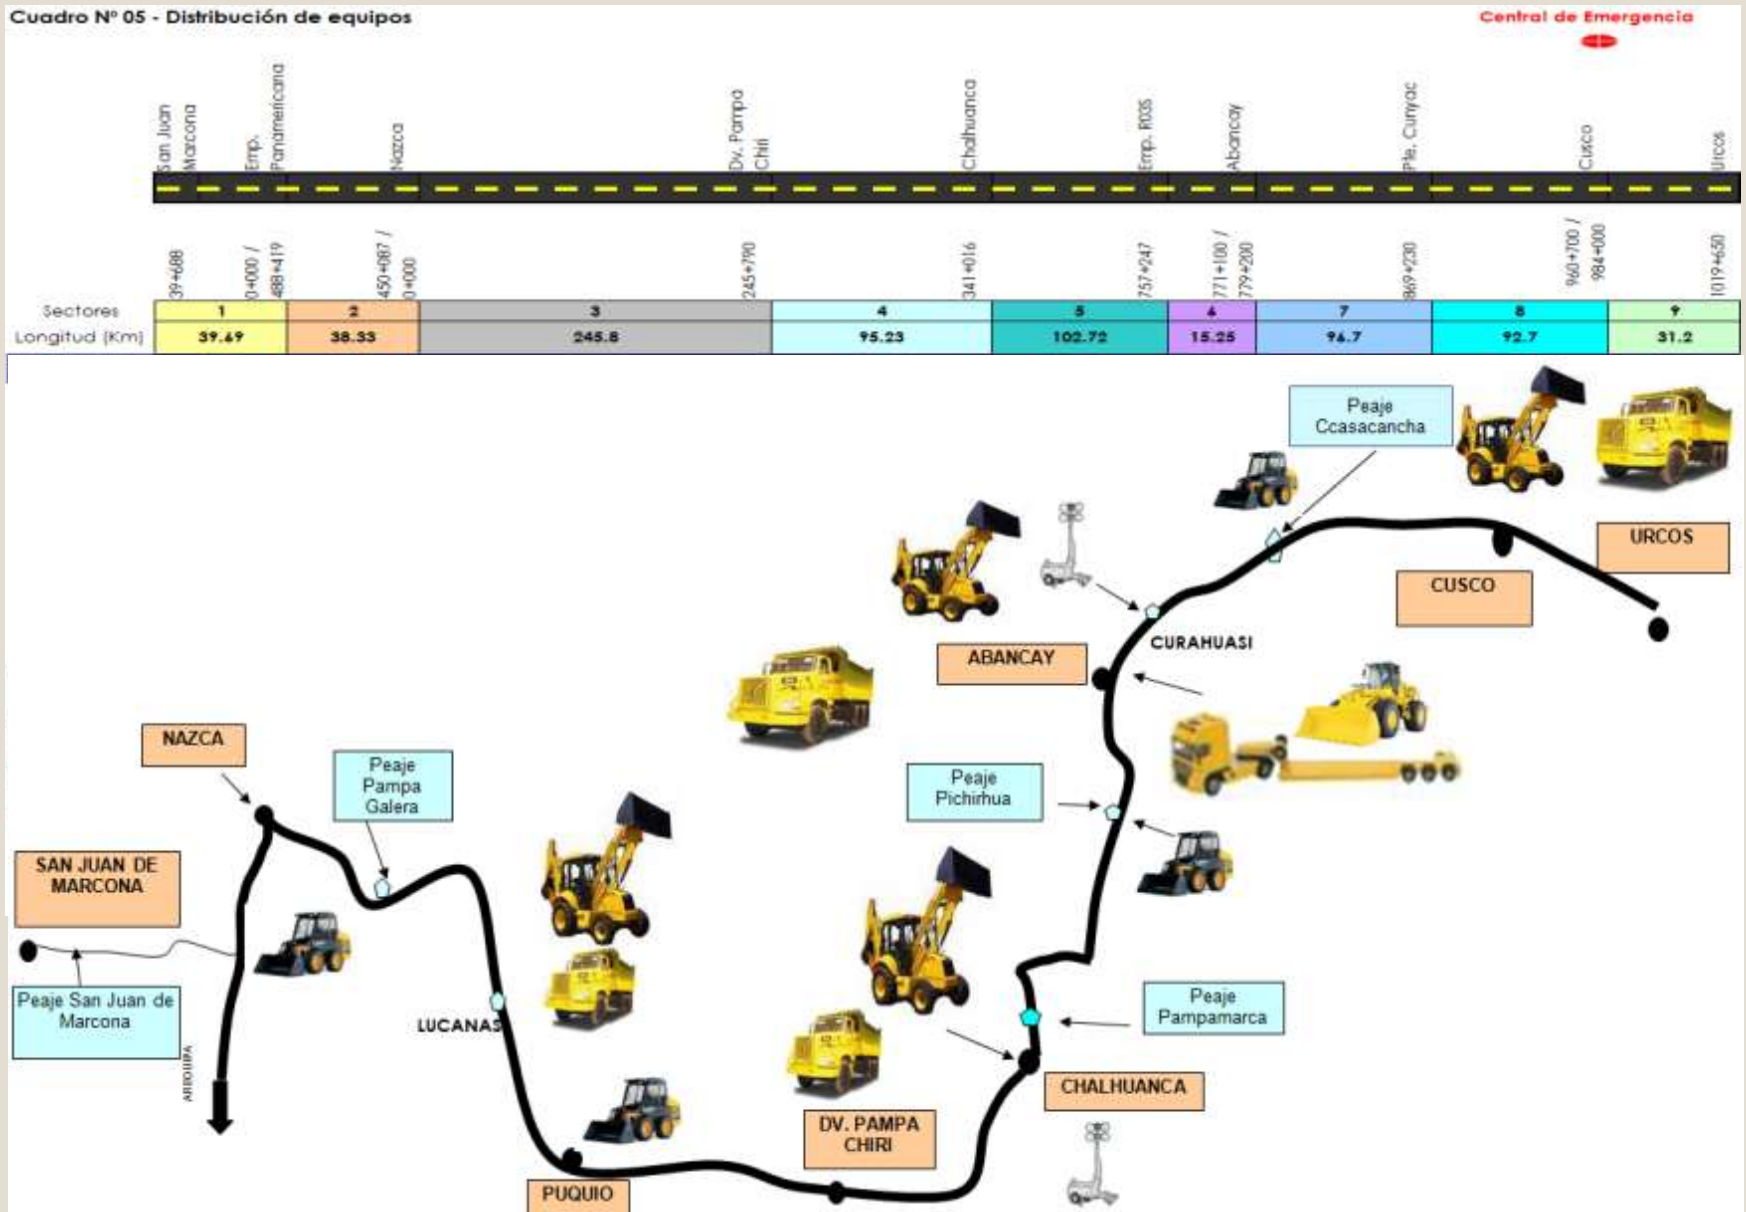 Cuadro Nº 05 - Distribución de equipos
Central de Emergencia
San Juan
Marcona
Emp.
Panamericana
Nazca
Dv. Pampa
Chiri
Chalhuanca
Emp. R03S
Abancay
Pte. Cunyac
Cusco
Urcos
39+688
0+000 /
488+419
450+087 /
0+000
245+790
341+016
757+247
771+100 /
779+200
869+230
960+700 /
984+000
1019+650
Sectores 1 2 3 4 5 6 7 8 9
Longitud (Km) 39.69 38.33 245.8 95.23 102.72 15.25 96.7 92.7 31.2
Peaje
Ccasacancha
URCOS
CUSCO
CURAHUASI
ABANCAY
NAZCA
Peaje
Pampa
Galera
Peaje
Pichirhua
SAN JUAN DE
MARCONA
Peaje San Juan de
Marcona
LUCANAS
Peaje
Pampamarca
AREQUIPA
CHALHUANCA
DV. PAMPA
CHIRI
PUQUIO